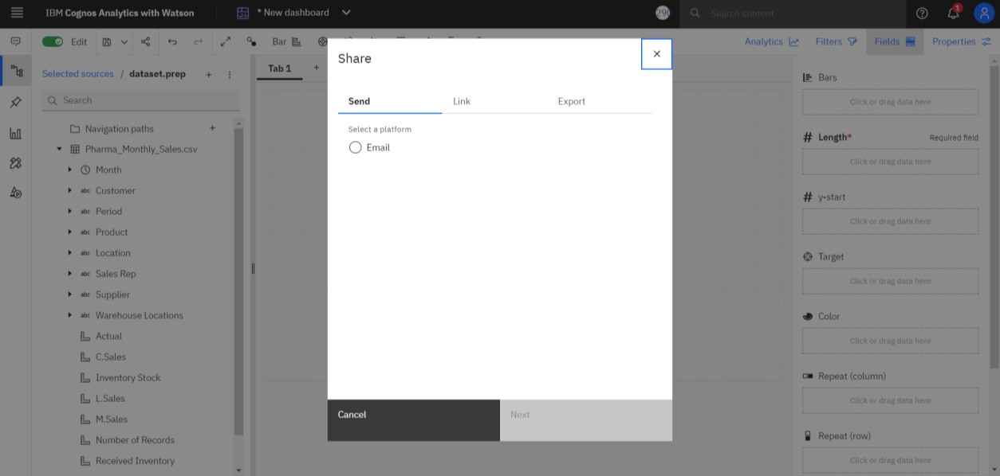 IBM Cognos Analytics with Watson
* New dashboard
290
Search content
1
Edit
Bar
Analytics
Filters
Fields
Properties
Selected sources / dataset.prep
Search
Navigation paths
Pharma_Monthly_Sales.csv
Month
abc Customer
abc Period
abc Product
abc Location
abc Sales Rep
abc Supplier
abc Warehouse Locations
Actual
C.Sales
Inventory Stock
L.Sales
M.Sales
Number of Records
Received Inventory
Tab 1
Share
Send
Link
Export
Select a platform
Email
Cancel
Next
Bars
Click or drag data here
# Length*
Required field
Click or drag data here
# y-start
Click or drag data here
Target
Click or drag data here
Color
Click or drag data here
Repeat (column)
Click or drag data here
Repeat (row)
Click or drag data here